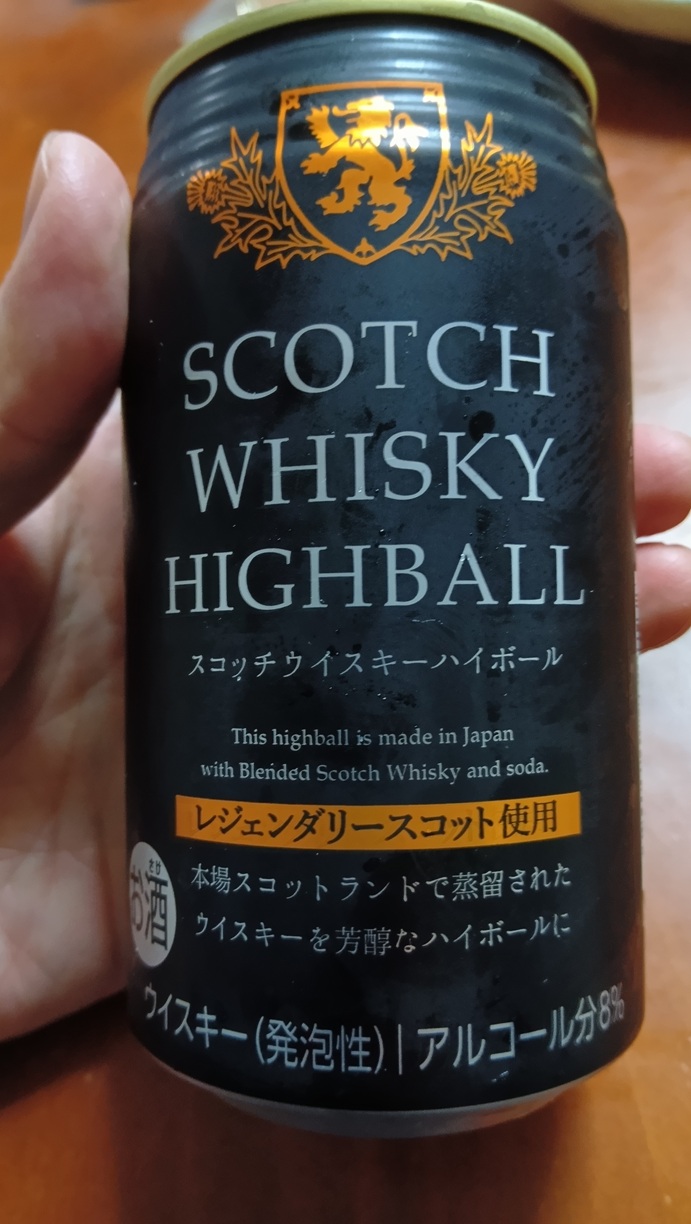 SCOTCH
WHISKY
HIGHBALL
スコッチウイスキーハイボール
This highball is made in Japan
with Blended Scotch Whisky and soda.
レジェンダリースコット使用
本場スコットランドで蒸留された
ウイスキーを芳醇なハイボールに
さけ
お酒
ウイスキー(発泡性)|アルコール分8%